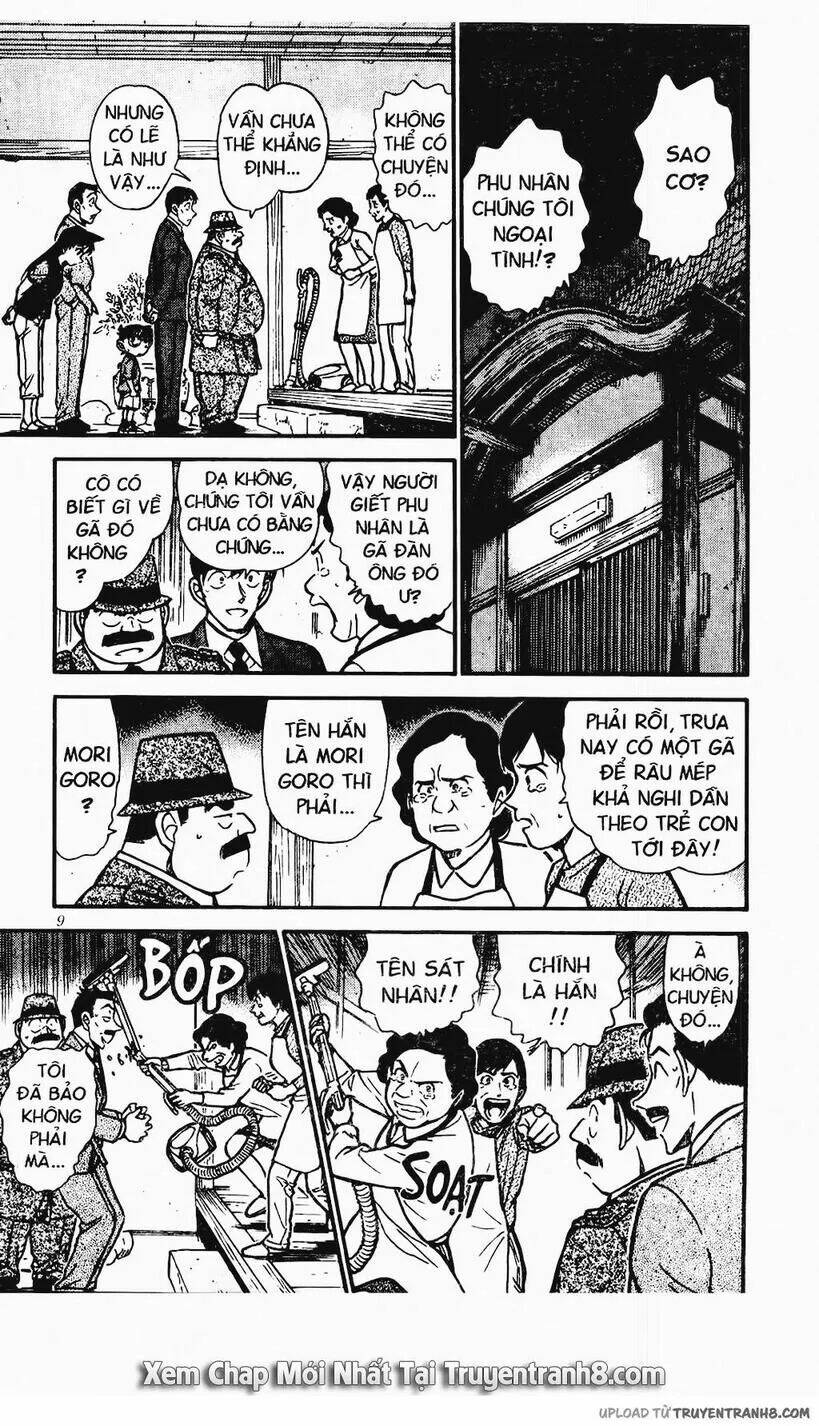 SAO
CƠ?
PHU NHÂN
CHÚNG TÔI
NGOẠI
TÌNH!?
KHÔNG
THỂ CÓ
CHUYỆN
ĐÓ...
VẪN CHƯA
THỂ KHẲNG
ĐỊNH...
NHƯNG
CÓ LẼ
LÀ NHƯ
VẬY...
VẬY NGƯỜI
GIẾT PHU
NHÂN LÀ
GÃ ĐÀN
ÔNG ĐÓ
Ư?
DẠ KHÔNG,
CHÚNG TÔI VẪN
CHƯA CÓ BẰNG
CHỨNG...
CÔ CÓ
BIẾT GÌ VỀ
GÃ ĐÓ
KHÔNG
?
PHẢI RỒI, TRƯA
NAY CÓ MỘT GÃ
ĐỂ RÂU MÉP
KHẢ NGHI DẪN
THEO TRẺ CON
TỚI ĐÂY!
TÊN HẮN
LÀ MORI
GORO THÌ
PHẢI...
MORI
GORO
?
9
À
KHÔNG,
CHUYỆN
ĐÓ...
CHÍNH
LÀ HẮN
!!
TÊN SÁT
NHÂN!!
SOẠT
BỐP
TÔI
ĐÃ BẢO
KHÔNG
PHẢI
MÀ...
Xem Chap Mới Nhất Tại Truyentranh8.com
UPLOAD TỪ TRUYENTRANH8.COM